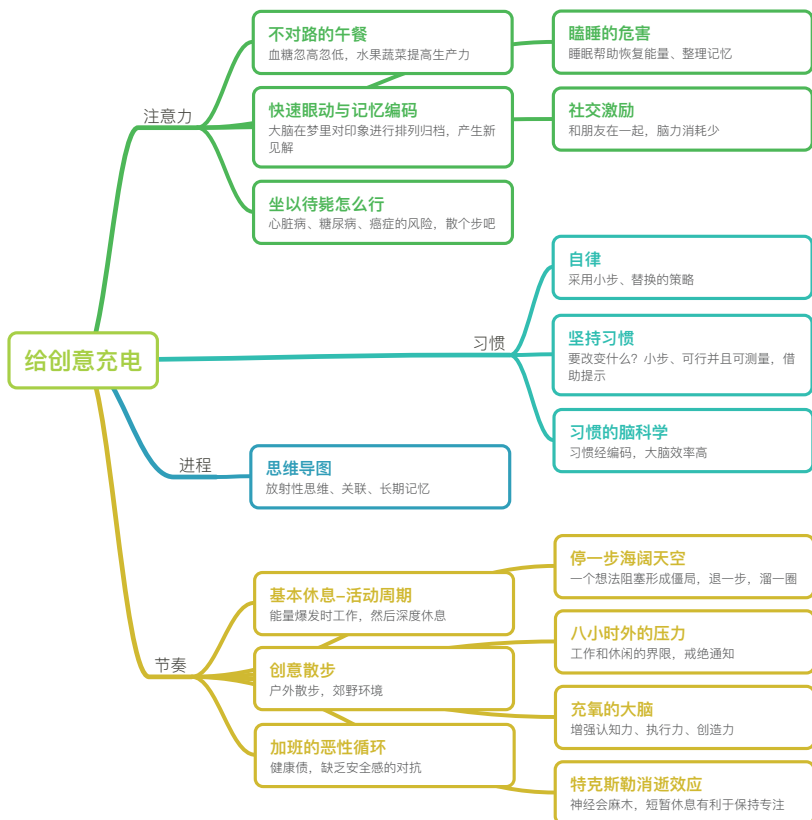 给创意充电
注意力
不对路的午餐
血糖忽高忽低，水果蔬菜提高生产力
瞌睡的危害
睡眠帮助恢复能量、整理记忆
快速眼动与记忆编码
大脑在梦里对印象进行排列归档，产生新
见解
社交激励
和朋友在一起，脑力消耗少
坐以待毙怎么行
心脏病、糖尿病、癌症的风险，散个步吧
习惯
自律
采用小步、替换的策略
坚持习惯
要改变什么？小步、可行并且可测量，借
助提示
习惯的脑科学
习惯经编码，大脑效率高
进程
思维导图
放射性思维、关联、长期记忆
节奏
基本休息-活动周期
能量爆发时工作，然后深度休息
停一步海阔天空
一个想法阻塞形成僵局，退一步，溜一圈
八小时外的压力
工作和休闲的界限，戒绝通知
创意散步
户外散步，郊野环境
充氧的大脑
增强认知力、执行力、创造力
加班的恶性循环
健康债，缺乏安全感的对抗
特克斯勒消逝效应
神经会麻木，短暂休息有利于保持专注